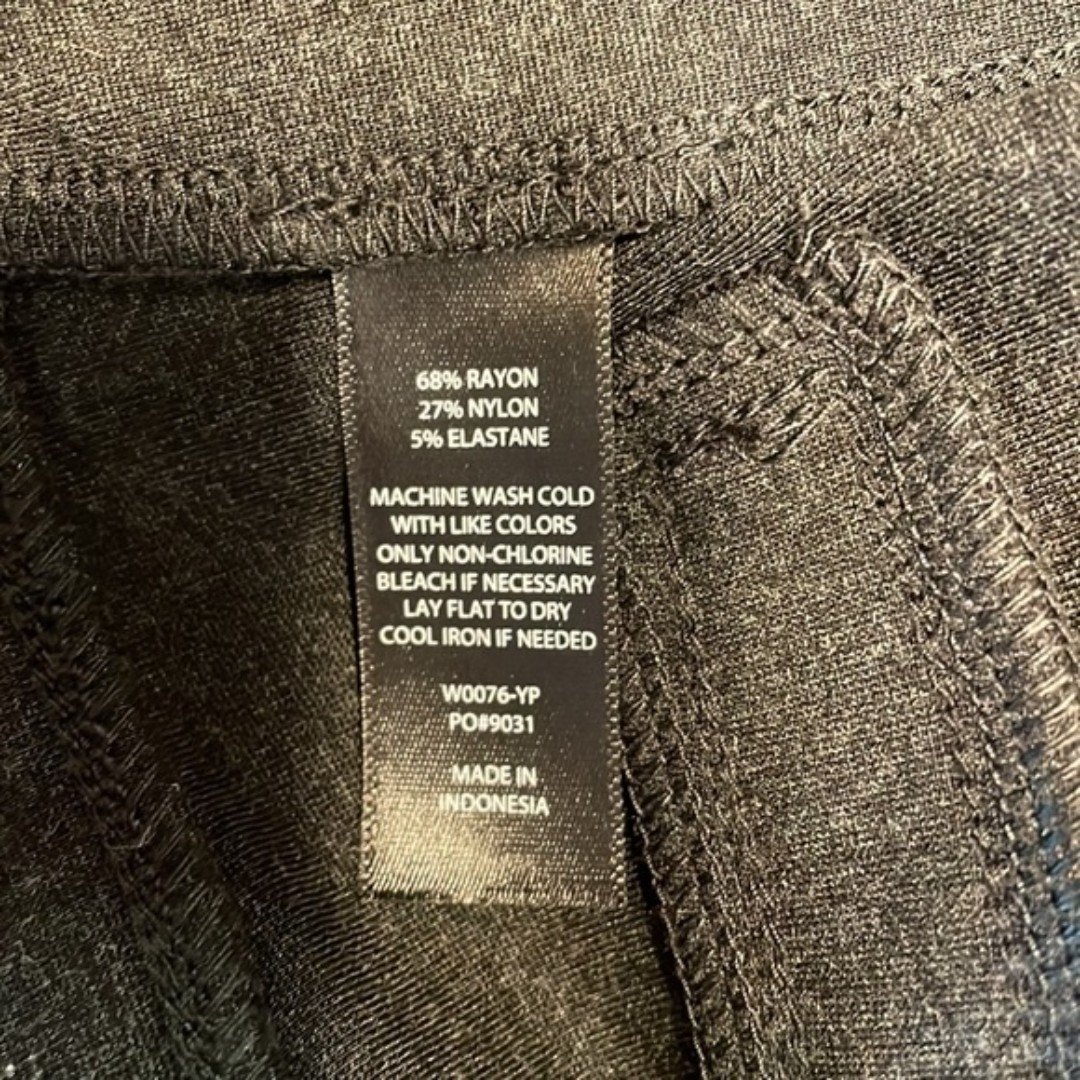 68% RAYON
27% NYLON
5% ELASTANE
MACHINE WASH COLD
WITH LIKE COLORS
ONLY NON-CHLORINE
BLEACH IF NECESSARY
LAY FLAT TO DRY
COOL IRON IF NEEDED
W0076-YP
PO#9031
MADE IN
INDONESIA